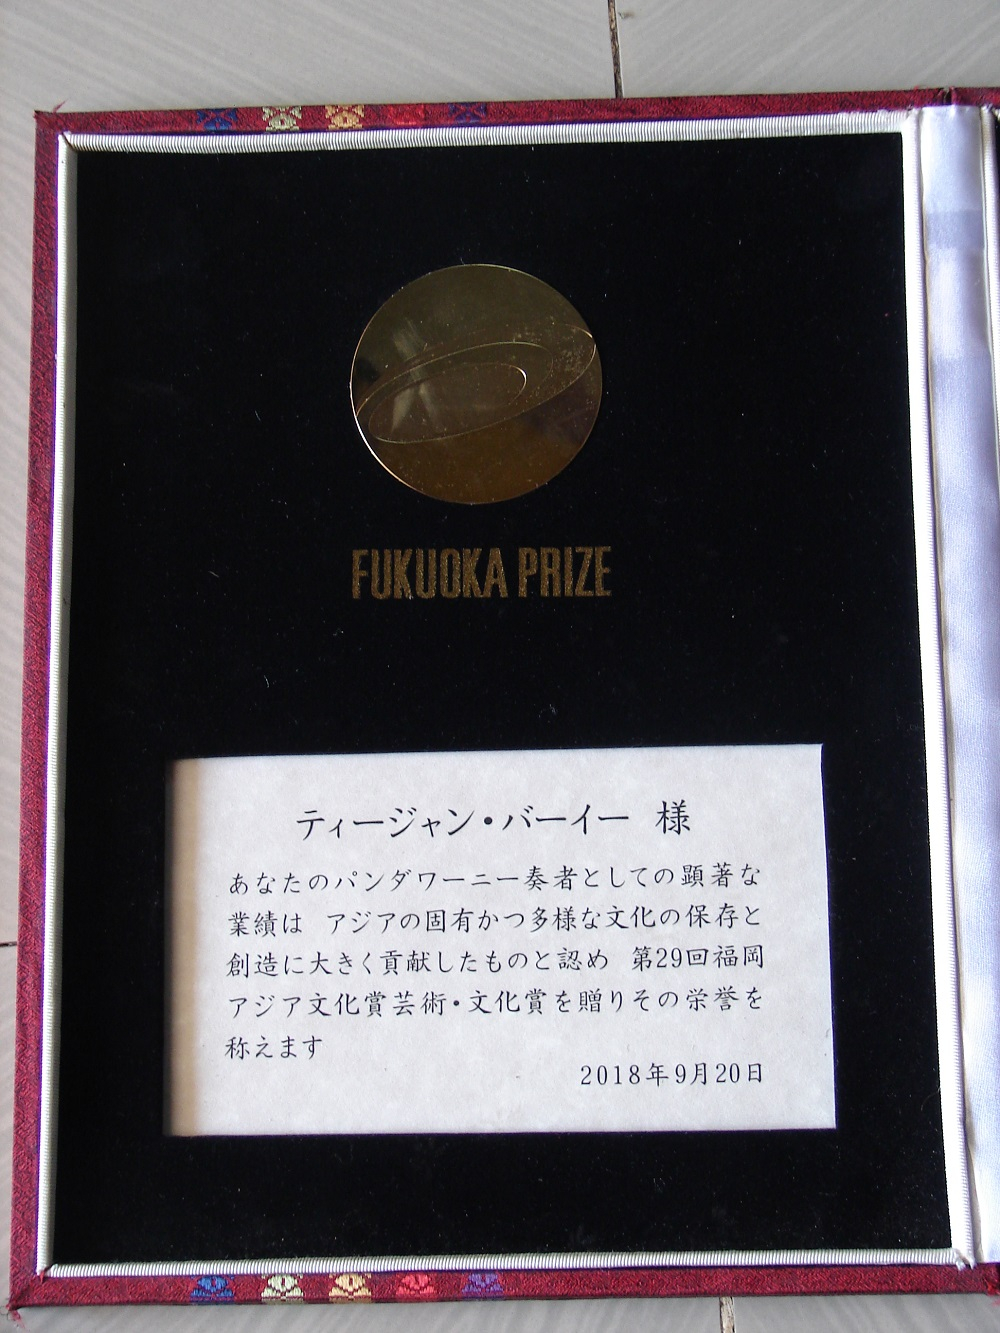 FUKUOKA PRIZE
ティージャン・バーイー 様
あなたのパンダワーニー奏者としての顕著な
業績は アジアの固有かつ多様な文化の保存と
創造に大きく貢献したものと認め 第29回福岡
アジア文化賞芸術・文化賞を贈りその栄誉を
称えます
2018年9月20日